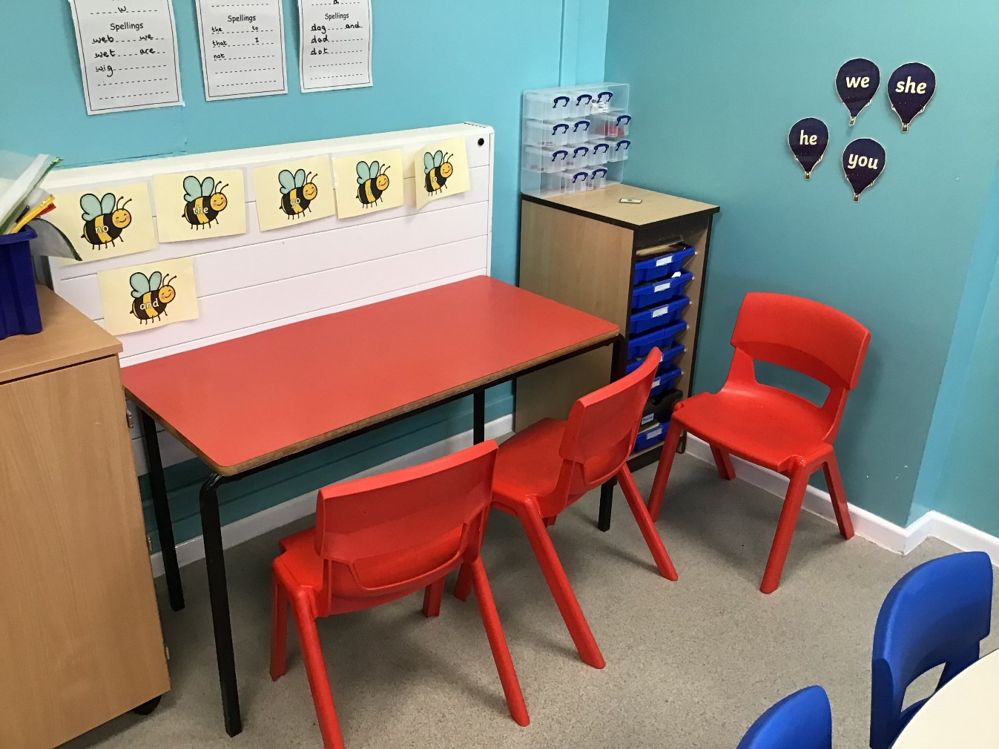 w
Spellings
web we
wet are
wig
Spellings
the to
that I
not
d
Spellings
dog and
dad
dot
no
the
go
and
we
she
he
you